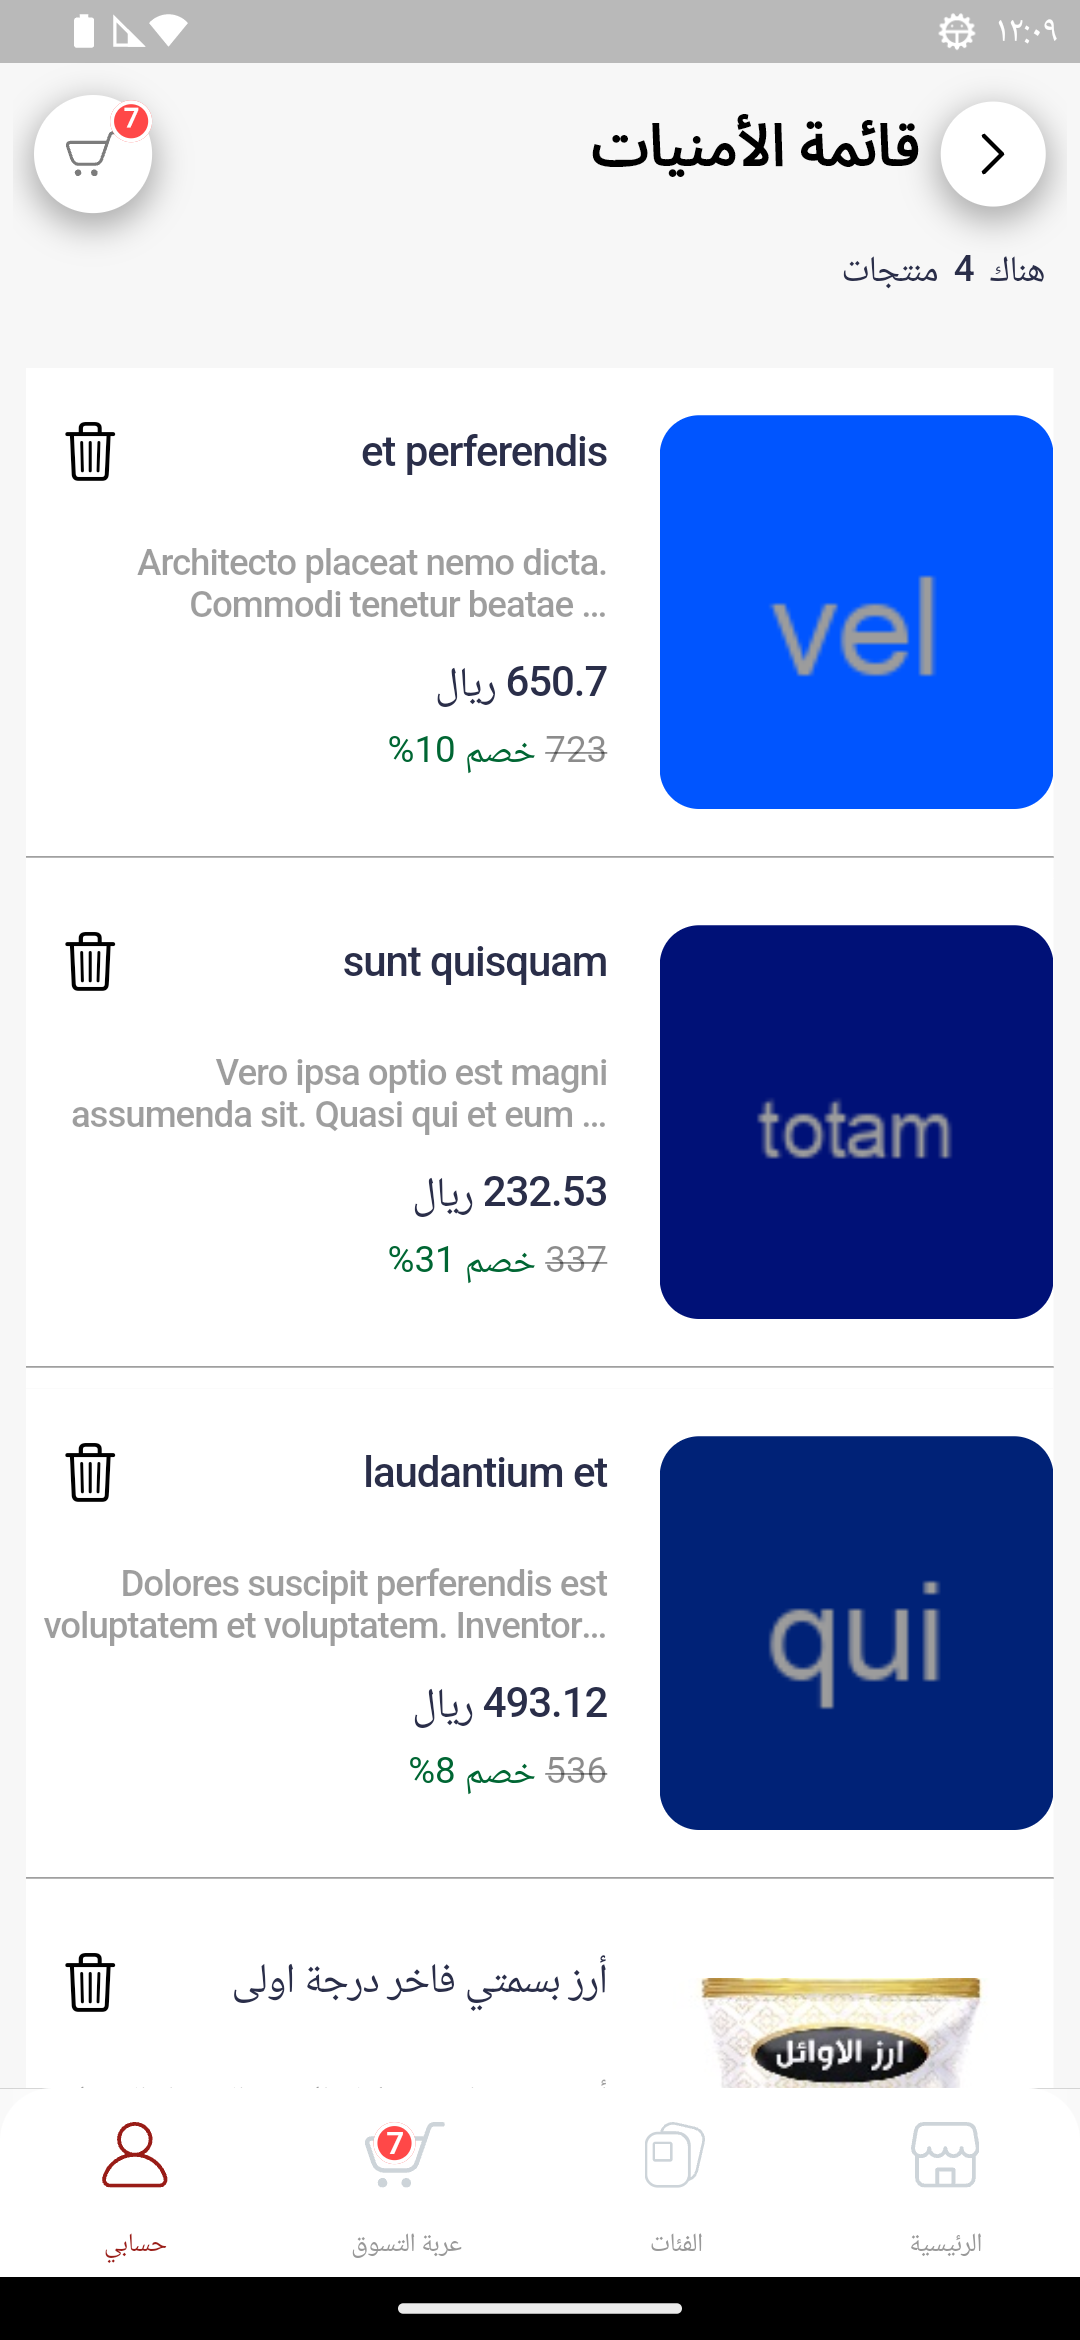 ١٢:٠٩
قائمة الأمنيات
7
هناك 4 منتجات
et perferendis
vel
Architecto placeat nemo dicta.
Commodi tenetur beatae ...
650.7 ريال
723 خصم 10%
sunt quisquam
totam
Vero ipsa optio est magni
assumenda sit. Quasi qui et eum ...
232.53 ريال
337 خصم 31%
laudantium et
qui
Dolores suscipit perferendis est
voluptatem et voluptatem. Inventor...
493.12 ريال
536 خصم 8%
أرز بسمتي فاخر درجة اولى
ارز الاوائل
7
الرئيسية
الفئات
عربة التسوق
حسابي